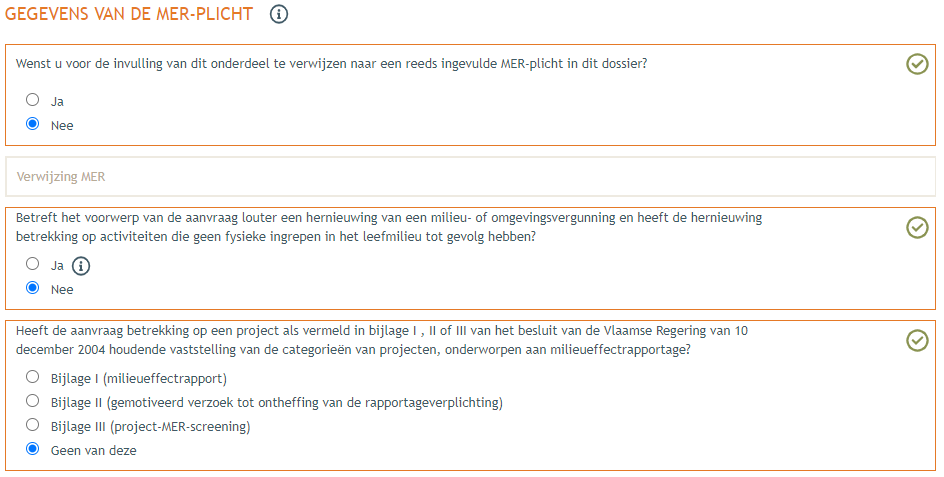 GEGEVENS VAN DE MER-PLICHT
Wenst u voor de invulling van dit onderdeel te verwijzen naar een reeds ingevulde MER-plicht in dit dossier?
Ja
Nee
Verwijzing MER
Betreft het voorwerp van de aanvraag louter een hernieuwing van een milieu- of omgevingsvergunning en heeft de hernieuwing
betrekking op activiteiten die geen fysieke ingrepen in het leefmilieu tot gevolg hebben?
Ja
Nee
Heeft de aanvraag betrekking op een project als vermeld in bijlage I , II of III van het besluit van de Vlaamse Regering van 10
december 2004 houdende vaststelling van de categorieën van projecten, onderworpen aan milieueffectrapportage?
Bijlage I (milieueffectrapport)
Bijlage II (gemotiveerd verzoek tot ontheffing van de rapportageverplichting)
Bijlage III (project-MER-screening)
Geen van deze